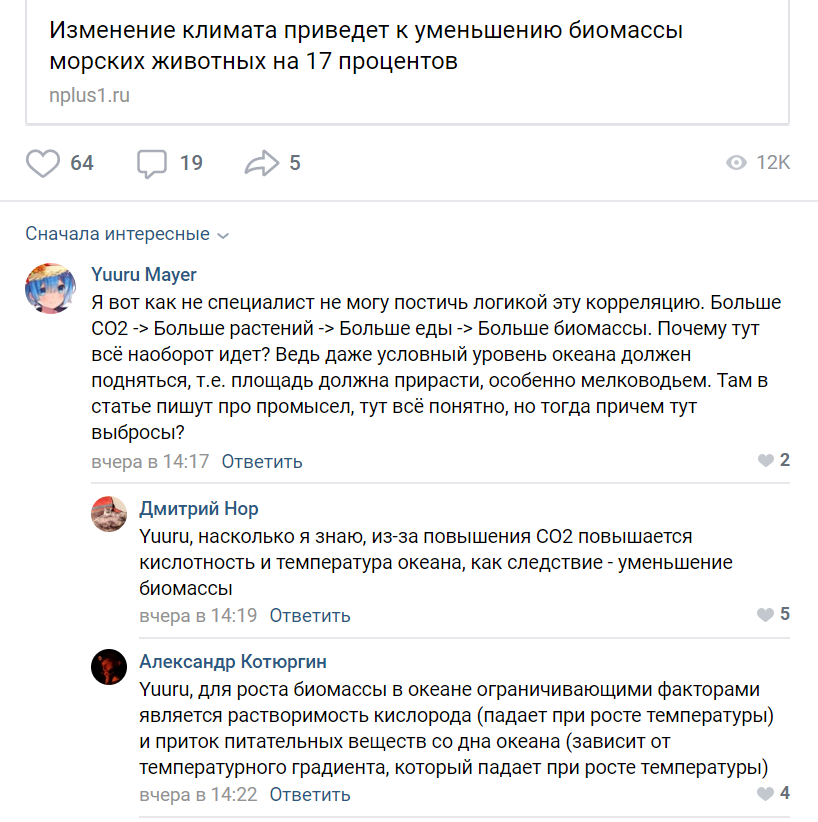 Изменение климата приведет к уменьшению биомассы
морских животных на 17 процентов
nplus1.ru
64
19
5
12K
Сначала интересные
Yuuru Mayer
Я вот как не специалист не могу постичь логикой эту корреляцию. Больше
CO2 -> Больше растений -> Больше еды -> Больше биомассы. Почему тут
всё наоборот идет? Ведь даже условный уровень океана должен
подняться, т.е. площадь должна прирасти, особенно мелководьем. Там в
статье пишут про промысел, тут всё понятно, но тогда причем тут
выбросы?
вчера в 14:17 Ответить
2
Дмитрий Нор
Yuuru, насколько я знаю, из-за повышения CO2 повышается
кислотность и температура океана, как следствие - уменьшение
биомассы
вчера в 14:19 Ответить
5
Александр Котюргин
Yuuru, для роста биомассы в океане ограничивающими факторами
является растворимость кислорода (падает при росте температуры)
и приток питательных веществ со дна океана (зависит от
температурного градиента, который падает при росте температуры)
вчера в 14:22 Ответить
4